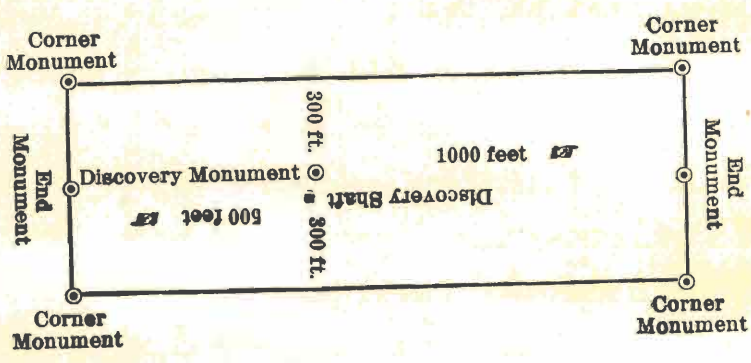 Corner
Monument
Corner
Monument
300 ft.
1000 feet
End
Monument
Discovery Monument
End
Monument
Discovery Shaft
500 feet
300 ft.
Corner
Monument
Corner
Monument